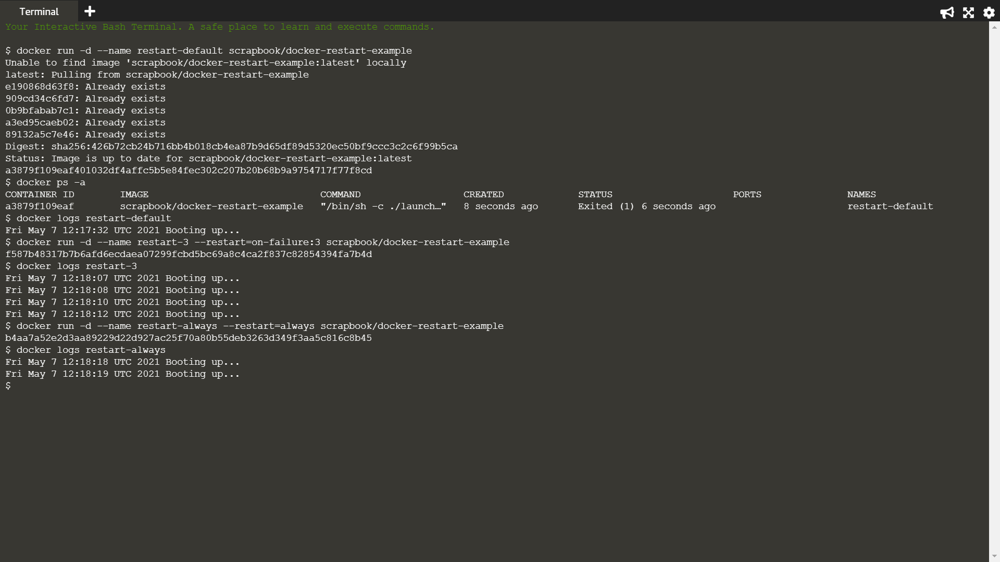 Terminal
Your Interactive Bash Terminal. A safe place to learn and execute commands.
$ docker run -d --name restart-default scrapbook/docker-restart-example
Unable to find image 'scrapbook/docker-restart-example:latest' locally
latest: Pulling from scrapbook/docker-restart-example
e190868d63f8: Already exists
909cd34c6fd7: Already exists
0b9bfabab7c1: Already exists
a3ed95caeb02: Already exists
89132a5c7e46: Already exists
Digest: sha256:426b72cb24b716bb4b018cb4ea87b9d65df89d5320ec50bf9ccc3c2c6f99b5ca
Status: Image is up to date for scrapbook/docker-restart-example:latest
a3879f109eaf401032df4affc5b5e84fec302c207b20b68b9a9754717f77f8cd
$ docker ps -a
CONTAINER ID        IMAGE                              COMMAND                  CREATED             STATUS                     PORTS               NAMES
a3879f109eaf        scrapbook/docker-restart-example   "/bin/sh -c ./launch…"   8 seconds ago       Exited (1) 6 seconds ago                       restart-default
$ docker logs restart-default
Fri May 7 12:17:32 UTC 2021 Booting up...
$ docker run -d --name restart-3 --restart=on-failure:3 scrapbook/docker-restart-example
f587b48317b7b6afd6ecdaea07299fcbd5bc69a8c4ca2f837c82854394fa7b4d
$ docker logs restart-3
Fri May 7 12:18:07 UTC 2021 Booting up...
Fri May 7 12:18:08 UTC 2021 Booting up...
Fri May 7 12:18:10 UTC 2021 Booting up...
Fri May 7 12:18:12 UTC 2021 Booting up...
$ docker run -d --name restart-always --restart=always scrapbook/docker-restart-example
b4aa7a52e2d3aa89229d22d927ac25f70a80b55deb3263d349f3aa5c816c8b45
$ docker logs restart-always
Fri May 7 12:18:18 UTC 2021 Booting up...
Fri May 7 12:18:19 UTC 2021 Booting up...
$